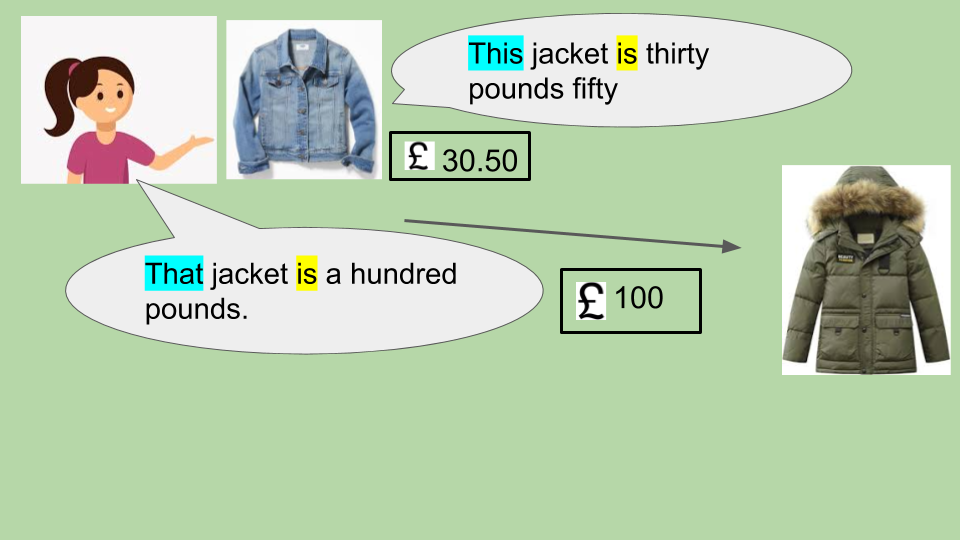 This jacket is thirty
pounds fifty
£ 30.50
That jacket is a hundred
pounds.
£ 100